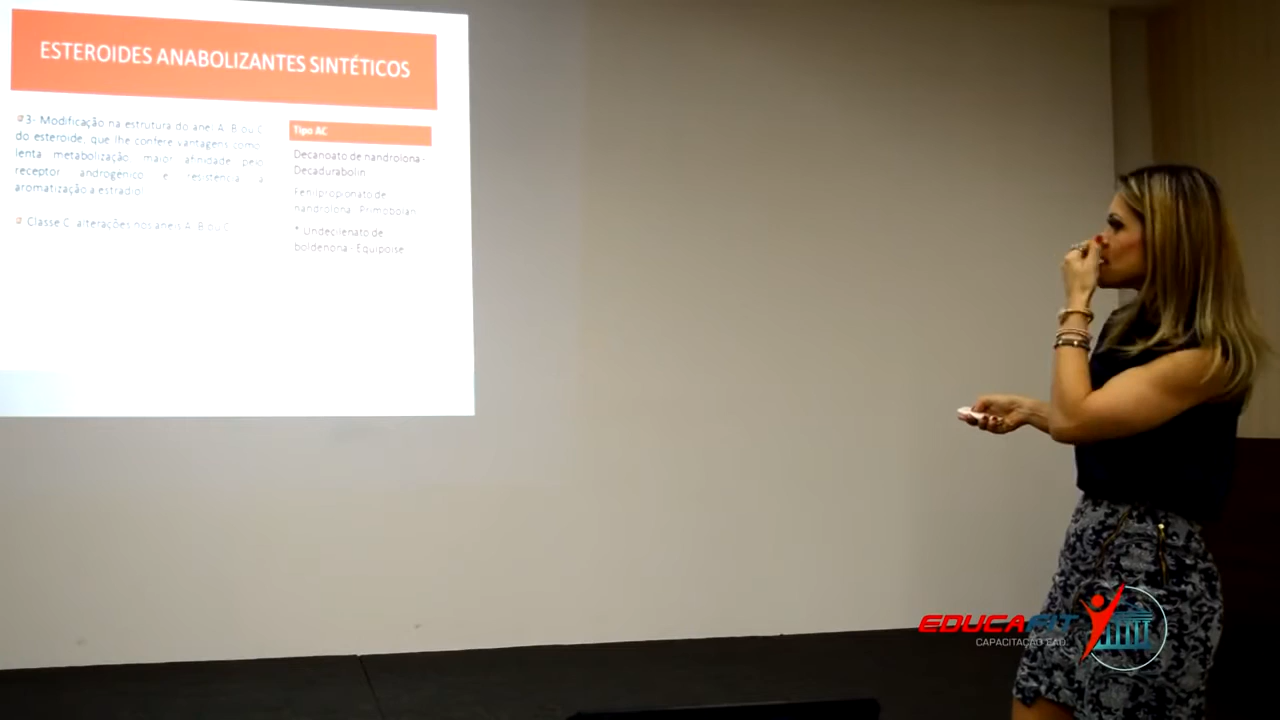 ESTEROIDES ANABOLIZANTES SINTÉTICOS
3- Modificação na estrutura do anel A, B ou C
do esteroide, que lhe confere vantagens como:
lenta metabolização, maior afinidade pelo
receptor androgênico e resistência a
aromatização a estradiol
Classe C: alterações nos anéis A, B ou C
Tipo AC
Decanoato de nandrolona -
Decadurabolin
Fenilpropionato de
nandrolona - Primobolan
* Undecilenato de
boldenona - Equipoise
EDUCAFIT
CAPACITAÇÃO EAD